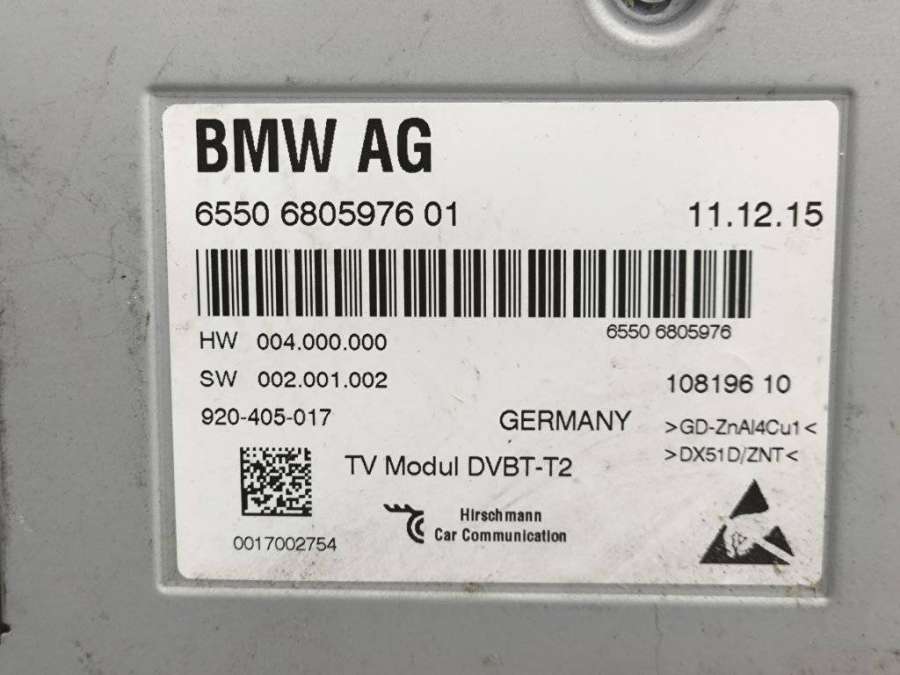 BMW AG
6550 6805976 01
11.12.15
6550 6805976
HW 004.000.000
SW 002.001.002
108196 10
920-405-017
GERMANY
>GD-ZnAl4Cu1<
>DX51D/ZNT<
TV Modul DVBT-T2
Hirschmann
Car Communication
0017002754